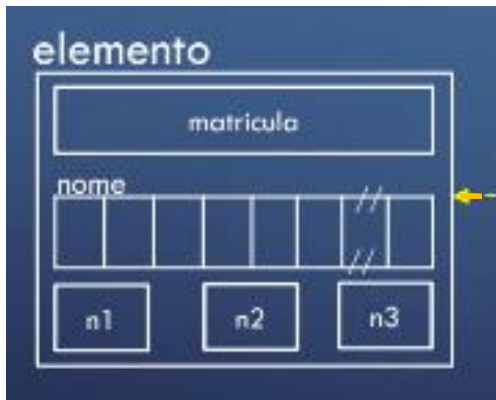 elemento
matricula
nome
//
//
n1 n2 n3